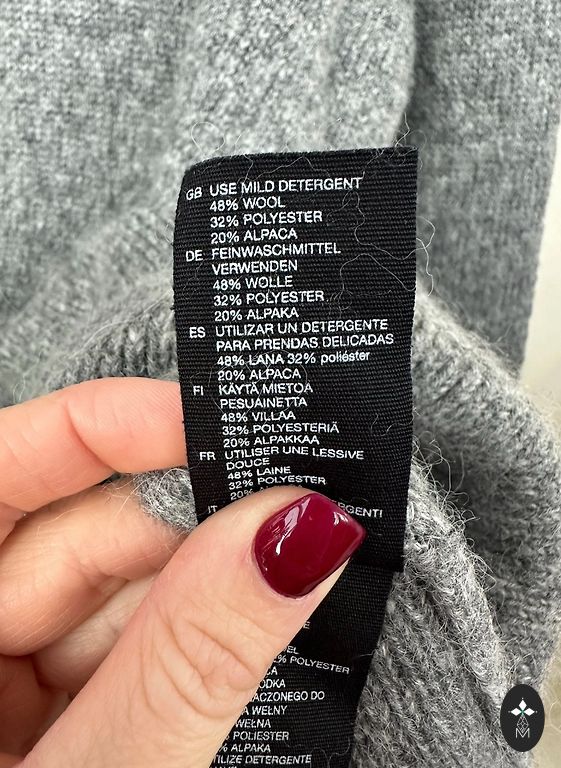 GB USE MILD DETERGENT
48% WOOL
32% POLYESTER
20% ALPACA
DE FEINWASCHMITTEL
VERWENDEN
48% WOLLE
32% POLYESTER
20% ALPAKA
ES UTILIZAR UN DETERGENTE
PARA PRENDAS DELICADAS
48% LANA 32% poliéster
20% ALPACA
FI KÄYTÄ MIETOA
PESUAINETTA
48% VILLAA
32% POLYESTERIÄ
20% ALPAKKAA
FR UTILISER UNE LESSIVE
DOUCE
48% LAINE
32% POLYESTER
20%
IT
% POLYESTER
POLIESTER
ALPAKA